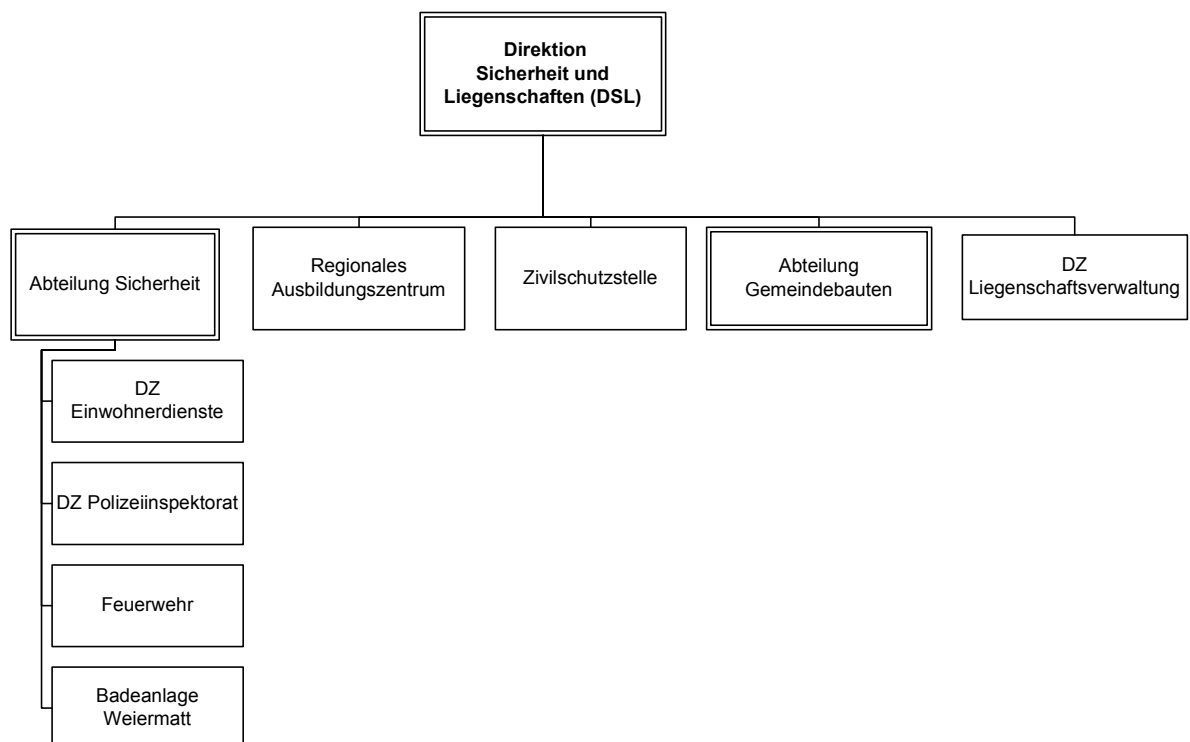 Direktion
Sicherheit und
Liegenschaften (DSL)
Abteilung Sicherheit
Regionales
Ausbildungszentrum
Zivilschutzstelle
Abteilung
Gemeindebauten
DZ
Liegenschaftsverwaltung
DZ
Einwohnerdienste
DZ Polizeiinspektorat
Feuerwehr
Badeanlage
Weiermatt